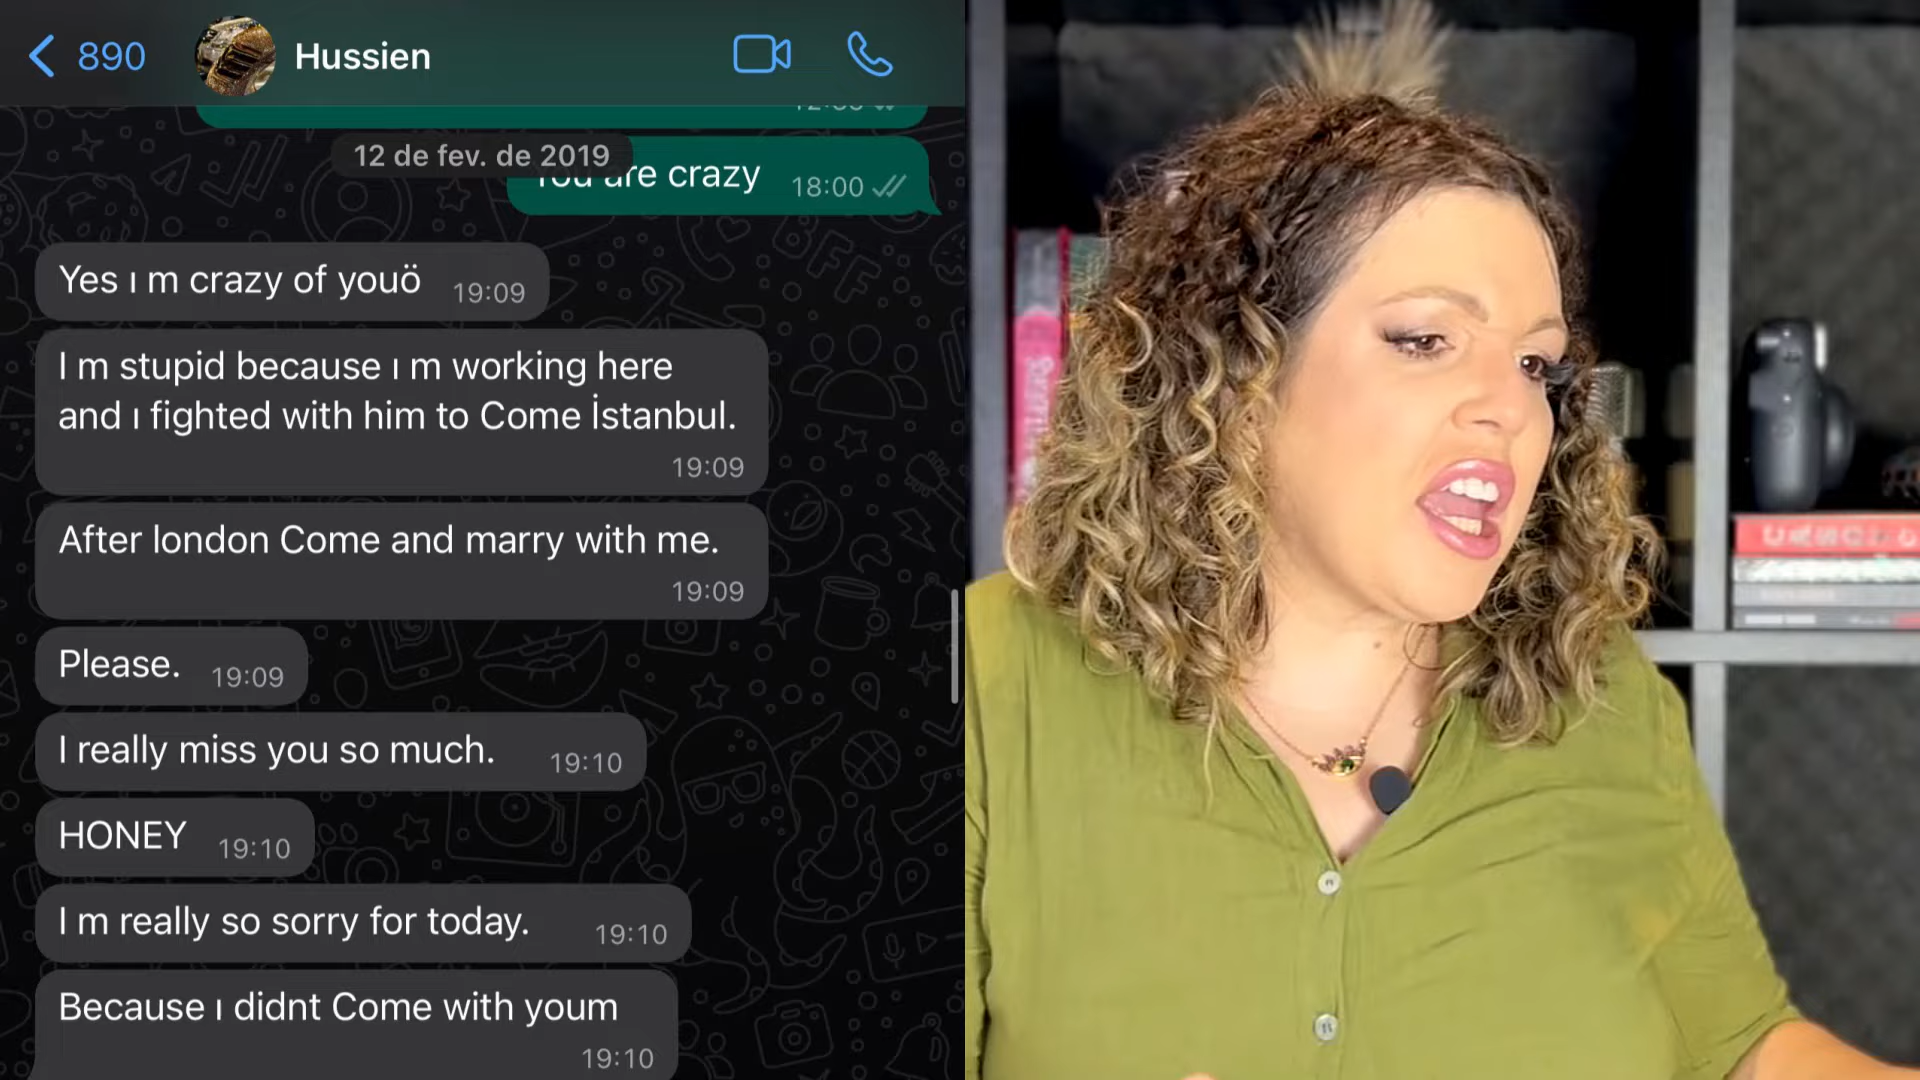 890
Hussien
12 de fev. de 2019
You are crazy
18:00
Yes ı m crazy of youö
19:09
I m stupid because ı m working here
and ı fighted with him to Come İstanbul.
19:09
After london Come and marry with me.
19:09
Please.
19:09
I really miss you so much.
19:10
HONEY
19:10
I m really so sorry for today.
19:10
Because ı didnt Come with youm
19:10